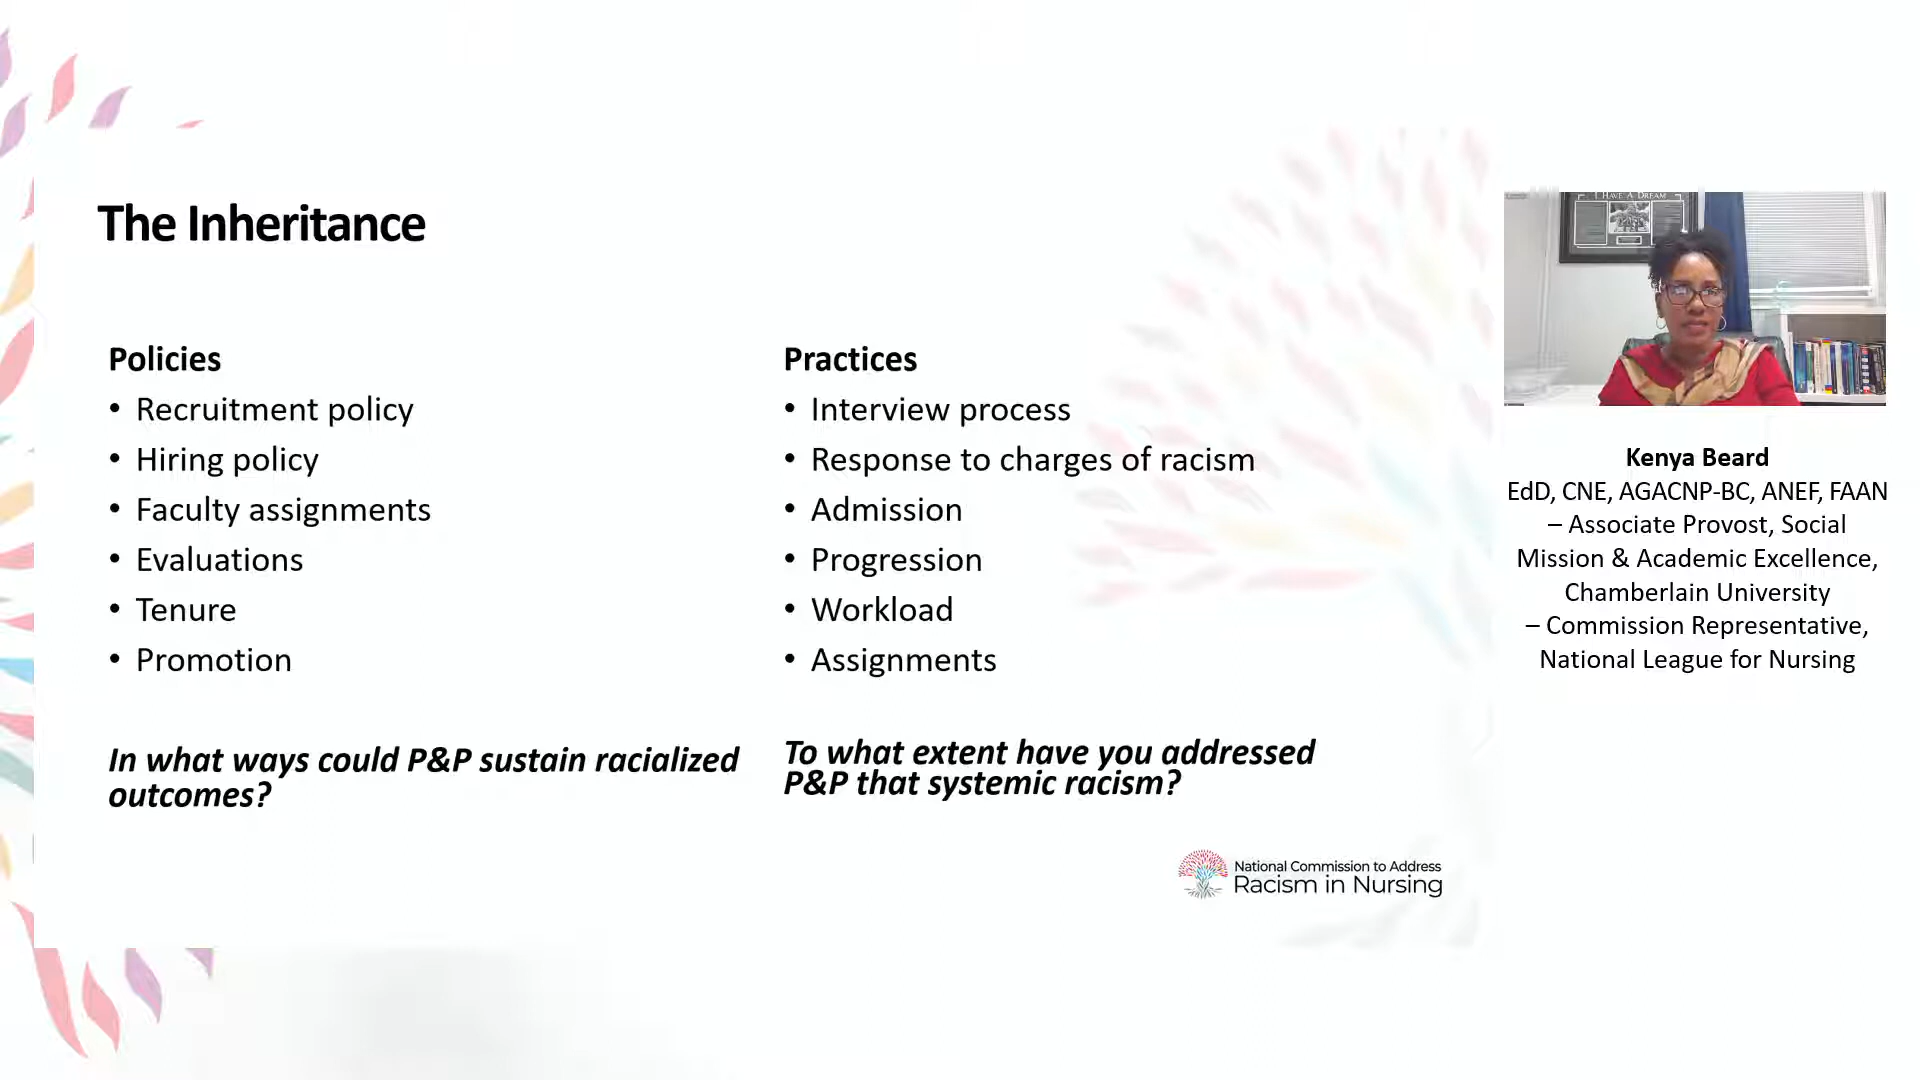 The Inheritance
Policies
• Recruitment policy
• Hiring policy
• Faculty assignments
• Evaluations
• Tenure
• Promotion
In what ways could P&P sustain racialized
outcomes?
Practices
• Interview process
• Response to charges of racism
• Admission
• Progression
• Workload
• Assignments
To what extent have you addressed
P&P that systemic racism?
National Commission to Address
Racism in Nursing
I HAVE A DREAM
Kenya Beard
EdD, CNE, AGACNP-BC, ANEF, FAAN
– Associate Provost, Social
Mission & Academic Excellence,
Chamberlain University
– Commission Representative,
National League for Nursing